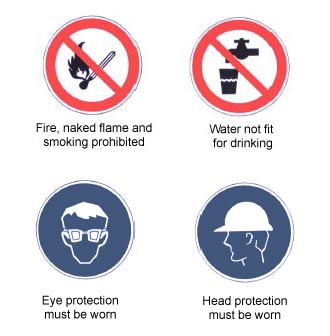 Fire, naked flame and
smoking prohibited
Water not fit
for drinking
Eye protection
must be worn
Head protection
must be worn